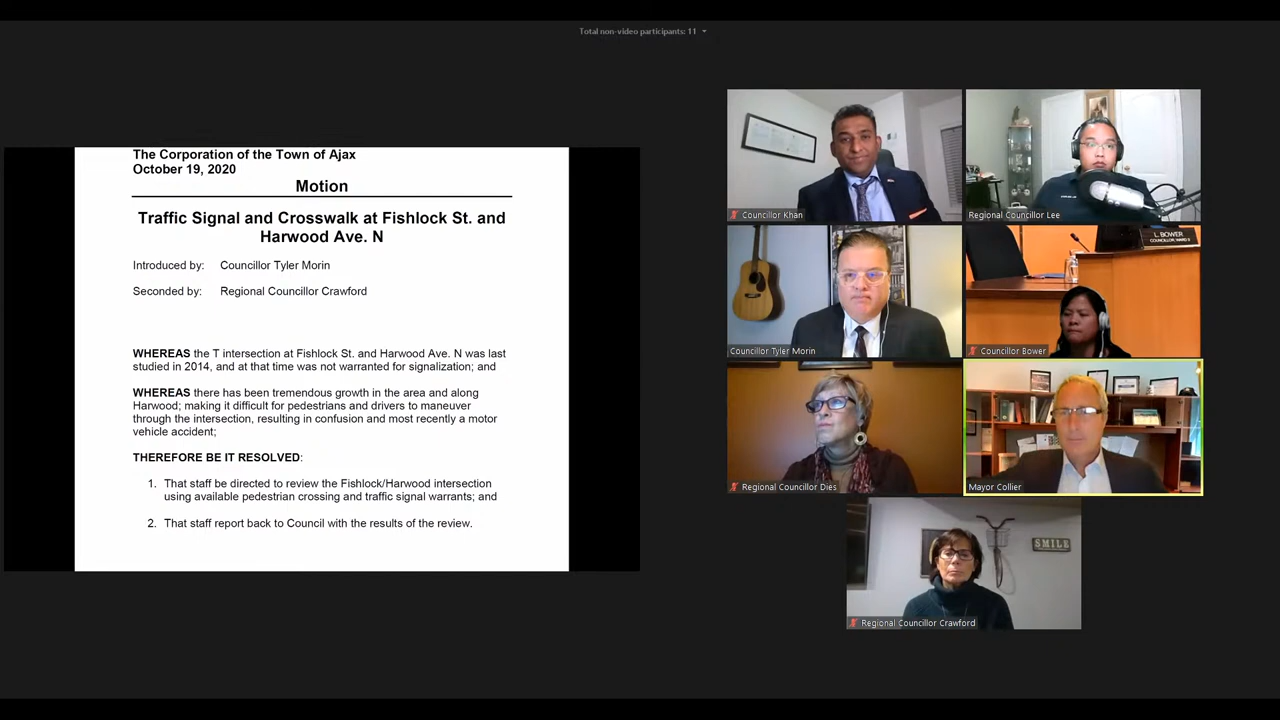 Total non-video participants: 11
The Corporation of the Town of Ajax
October 19, 2020
Motion
Traffic Signal and Crosswalk at Fishlock St. and
Harwood Ave. N
Introduced by: Councillor Tyler Morin
Seconded by: Regional Councillor Crawford
WHEREAS the T intersection at Fishlock St. and Harwood Ave. N was last
studied in 2014, and at that time was not warranted for signalization; and
WHEREAS there has been tremendous growth in the area and along
Harwood; making it difficult for pedestrians and drivers to maneuver
through the intersection, resulting in confusion and most recently a motor
vehicle accident;
THEREFORE BE IT RESOLVED:
1. That staff be directed to review the Fishlock/Harwood intersection
using available pedestrian crossing and traffic signal warrants; and
2. That staff report back to Council with the results of the review.
Councillor Khan
Regional Councillor Lee
Councillor Tyler Morin
L. BOWER
COUNCILLOR, WARD 3
Councillor Bower
Regional Councillor Dies
Mayor Collier
SMILE
Regional Councillor Crawford